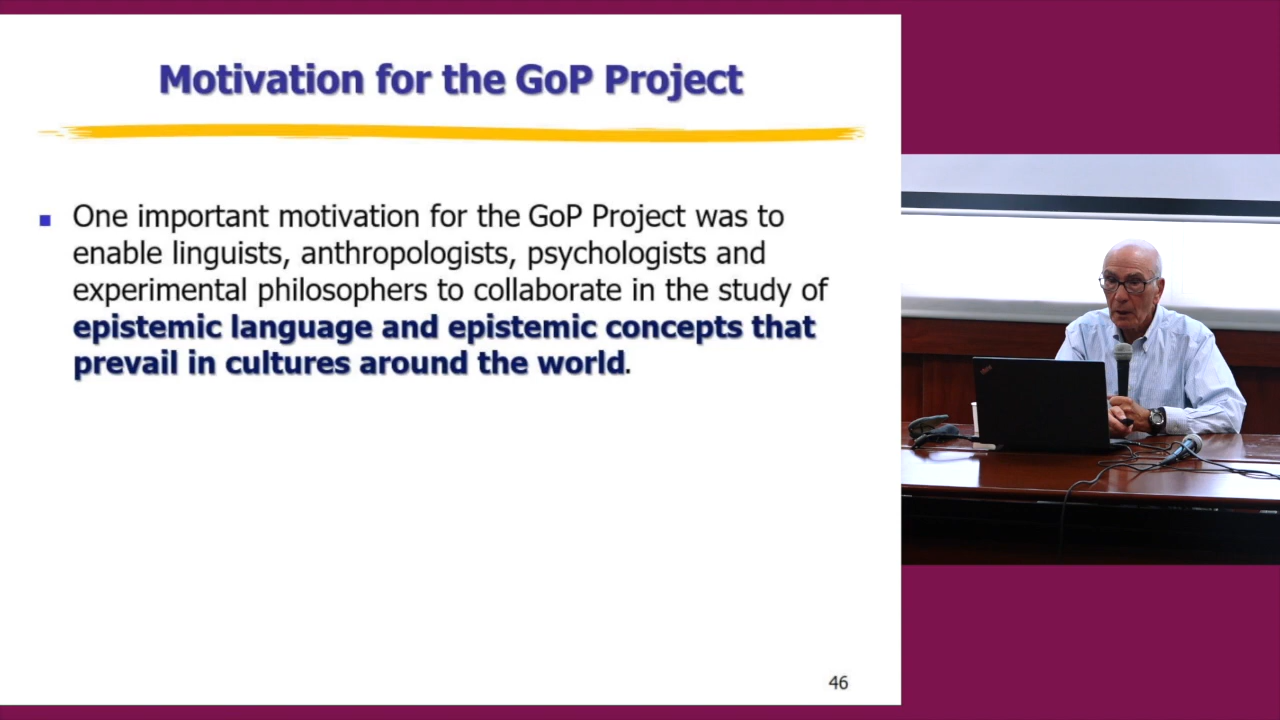 Motivation for the GoP Project
One important motivation for the GoP Project was to
enable linguists, anthropologists, psychologists and
experimental philosophers to collaborate in the study of
epistemic language and epistemic concepts that
prevail in cultures around the world.
46